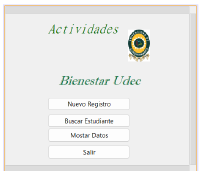 Actividades
Bienestar Udec
Nuevo Registro
Buscar Estudiante
Mostar Datos
Salir